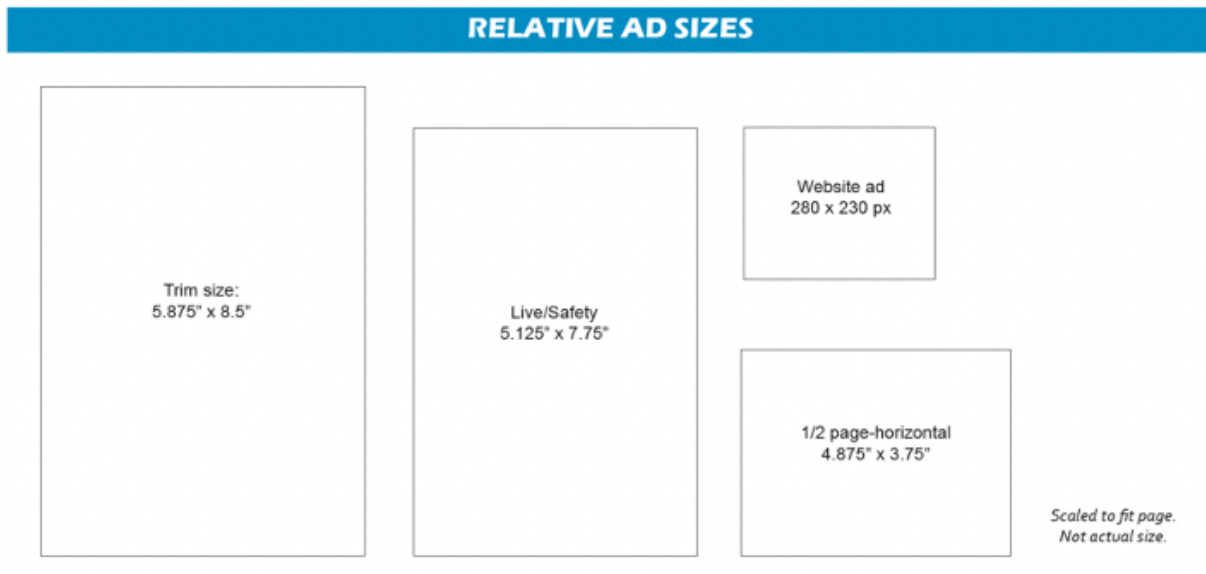 RELATIVE AD SIZES
Trim size:
5.875" x 8.5"
Live/Safety
5.125" x 7.75"
Website ad
280 x 230 px
1/2 page-horizontal
4.875" x 3.75"
Scaled to fit page.
Not actual size.